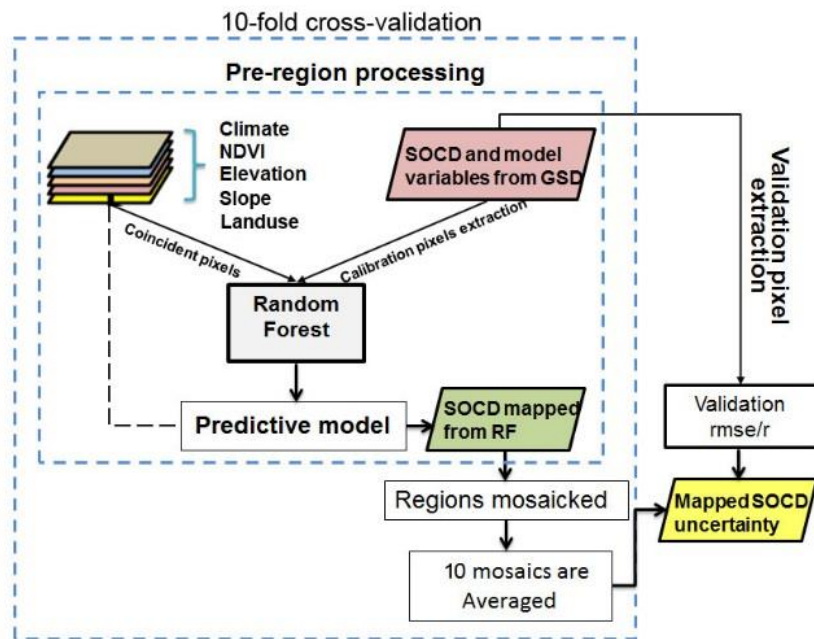 10-fold cross-validation
Pre-region processing
Climate
NDVI
Elevation
Slope
Landuse
SOCD and model
variables from GSD
Coincident pixels
Calibration pixels extraction
Validation pixel
extraction
Random
Forest
Predictive model
SOCD mapped
from RF
Validation
rmse/r
Regions mosaicked
Mapped SOCD
uncertainty
10 mosaics are
Averaged